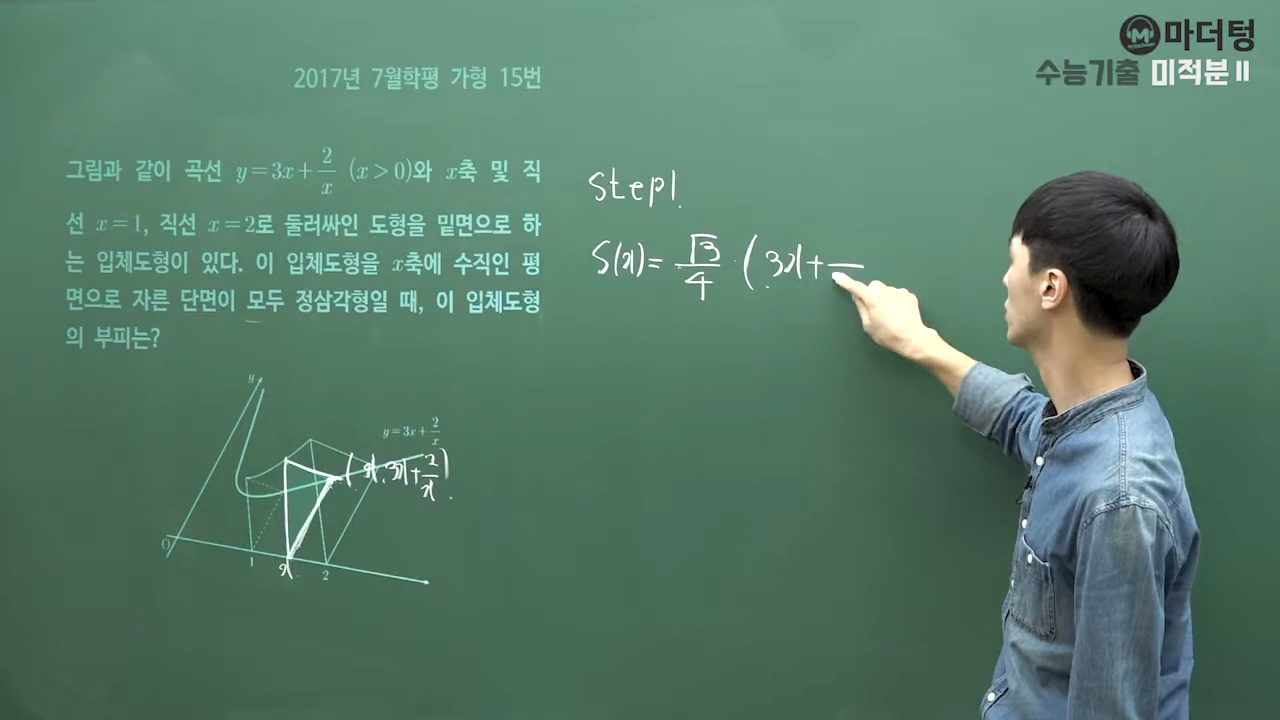 마더텅
수능기출 미적분Ⅱ
2017년 7월학평 가형 15번
그림과 같이 곡선 y=3x+2/x (x>0)와 x축 및 직
선 x=1, 직선 x=2로 둘러싸인 도형을 밑면으로 하
는 입체도형이 있다. 이 입체도형을 x축에 수직인 평
면으로 자른 단면이 모두 정삼각형일 때, 이 입체도형
의 부피는?
Step1.
S(x)= √3/4 · (3x+
y
y=3x+2/x
(x, 3x+2/x)
O
1
x
2